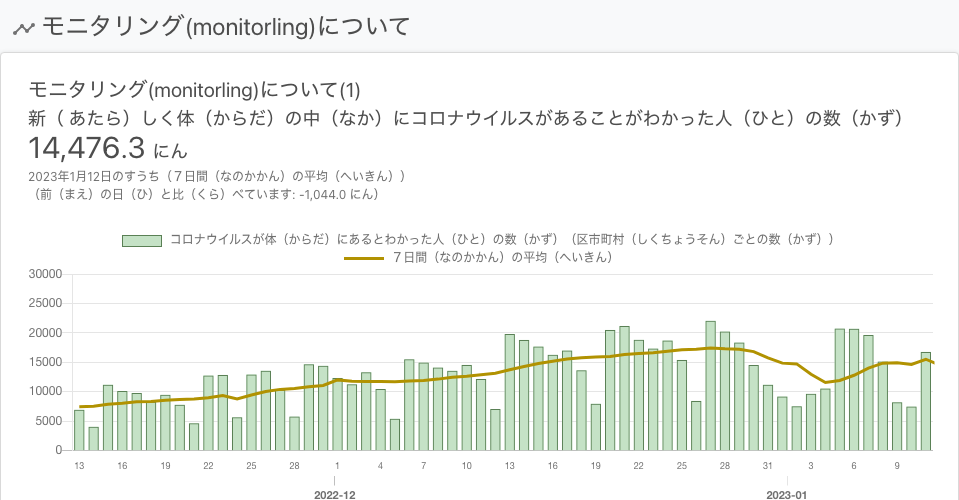 モニタリング(monitorling)について
モニタリング(monitorling)について(1)
新（ あたら）しく体（からだ）の中（なか）にコロナウイルスがあることがわかった人（ひと）の数（かず）
14,476.3 にん
2023年1月12日のすうち（７日間（なのかかん）の平均（へいきん））
（前（まえ）の日（ひ）と比（くら）べています: -1,044.0 にん）
コロナウイルスが体（からだ）にあるとわかった人（ひと）の数（かず）（区市町村（しくちょうそん）ごとの数（かず））
７日間（なのかかん）の平均（へいきん）
30000
25000
20000
15000
10000
5000
0
13 16 19 22 25 28 1 4 7 10 13 16 19 22 25 28 31 3 6 9
2022-12 2023-01